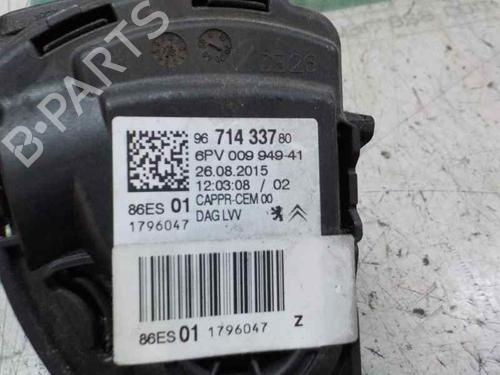 DE26
96 714 337 80
6PV 009 949-41
26.08.2015
12:03:08 / 02
86ES 01 CAPPR-CEM 00
1796047 DAG LVV
86ES 01 1796047 Z